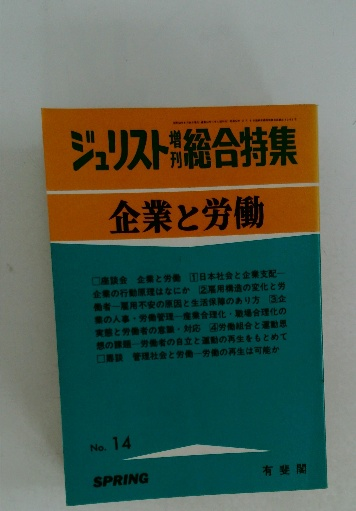 ジュリスト増刊総合特集
企業と労働
□座談会 企業と労働 ①日本社会と企業支配―
企業の行動原理はなにか ②雇用構造の変化と労
働者―雇用不安の原因と生活保障のあり方 ③企
業の人事・労働管理―産業合理化・職場合理化の
実態と労働者の意識・対応 ④労働組合と運動思
想の課題―労働者の自立と運動の再生をもとめて
□鼎談 管理社会と労働―労働の再生は可能か
No. 14
SPRING
有斐閣